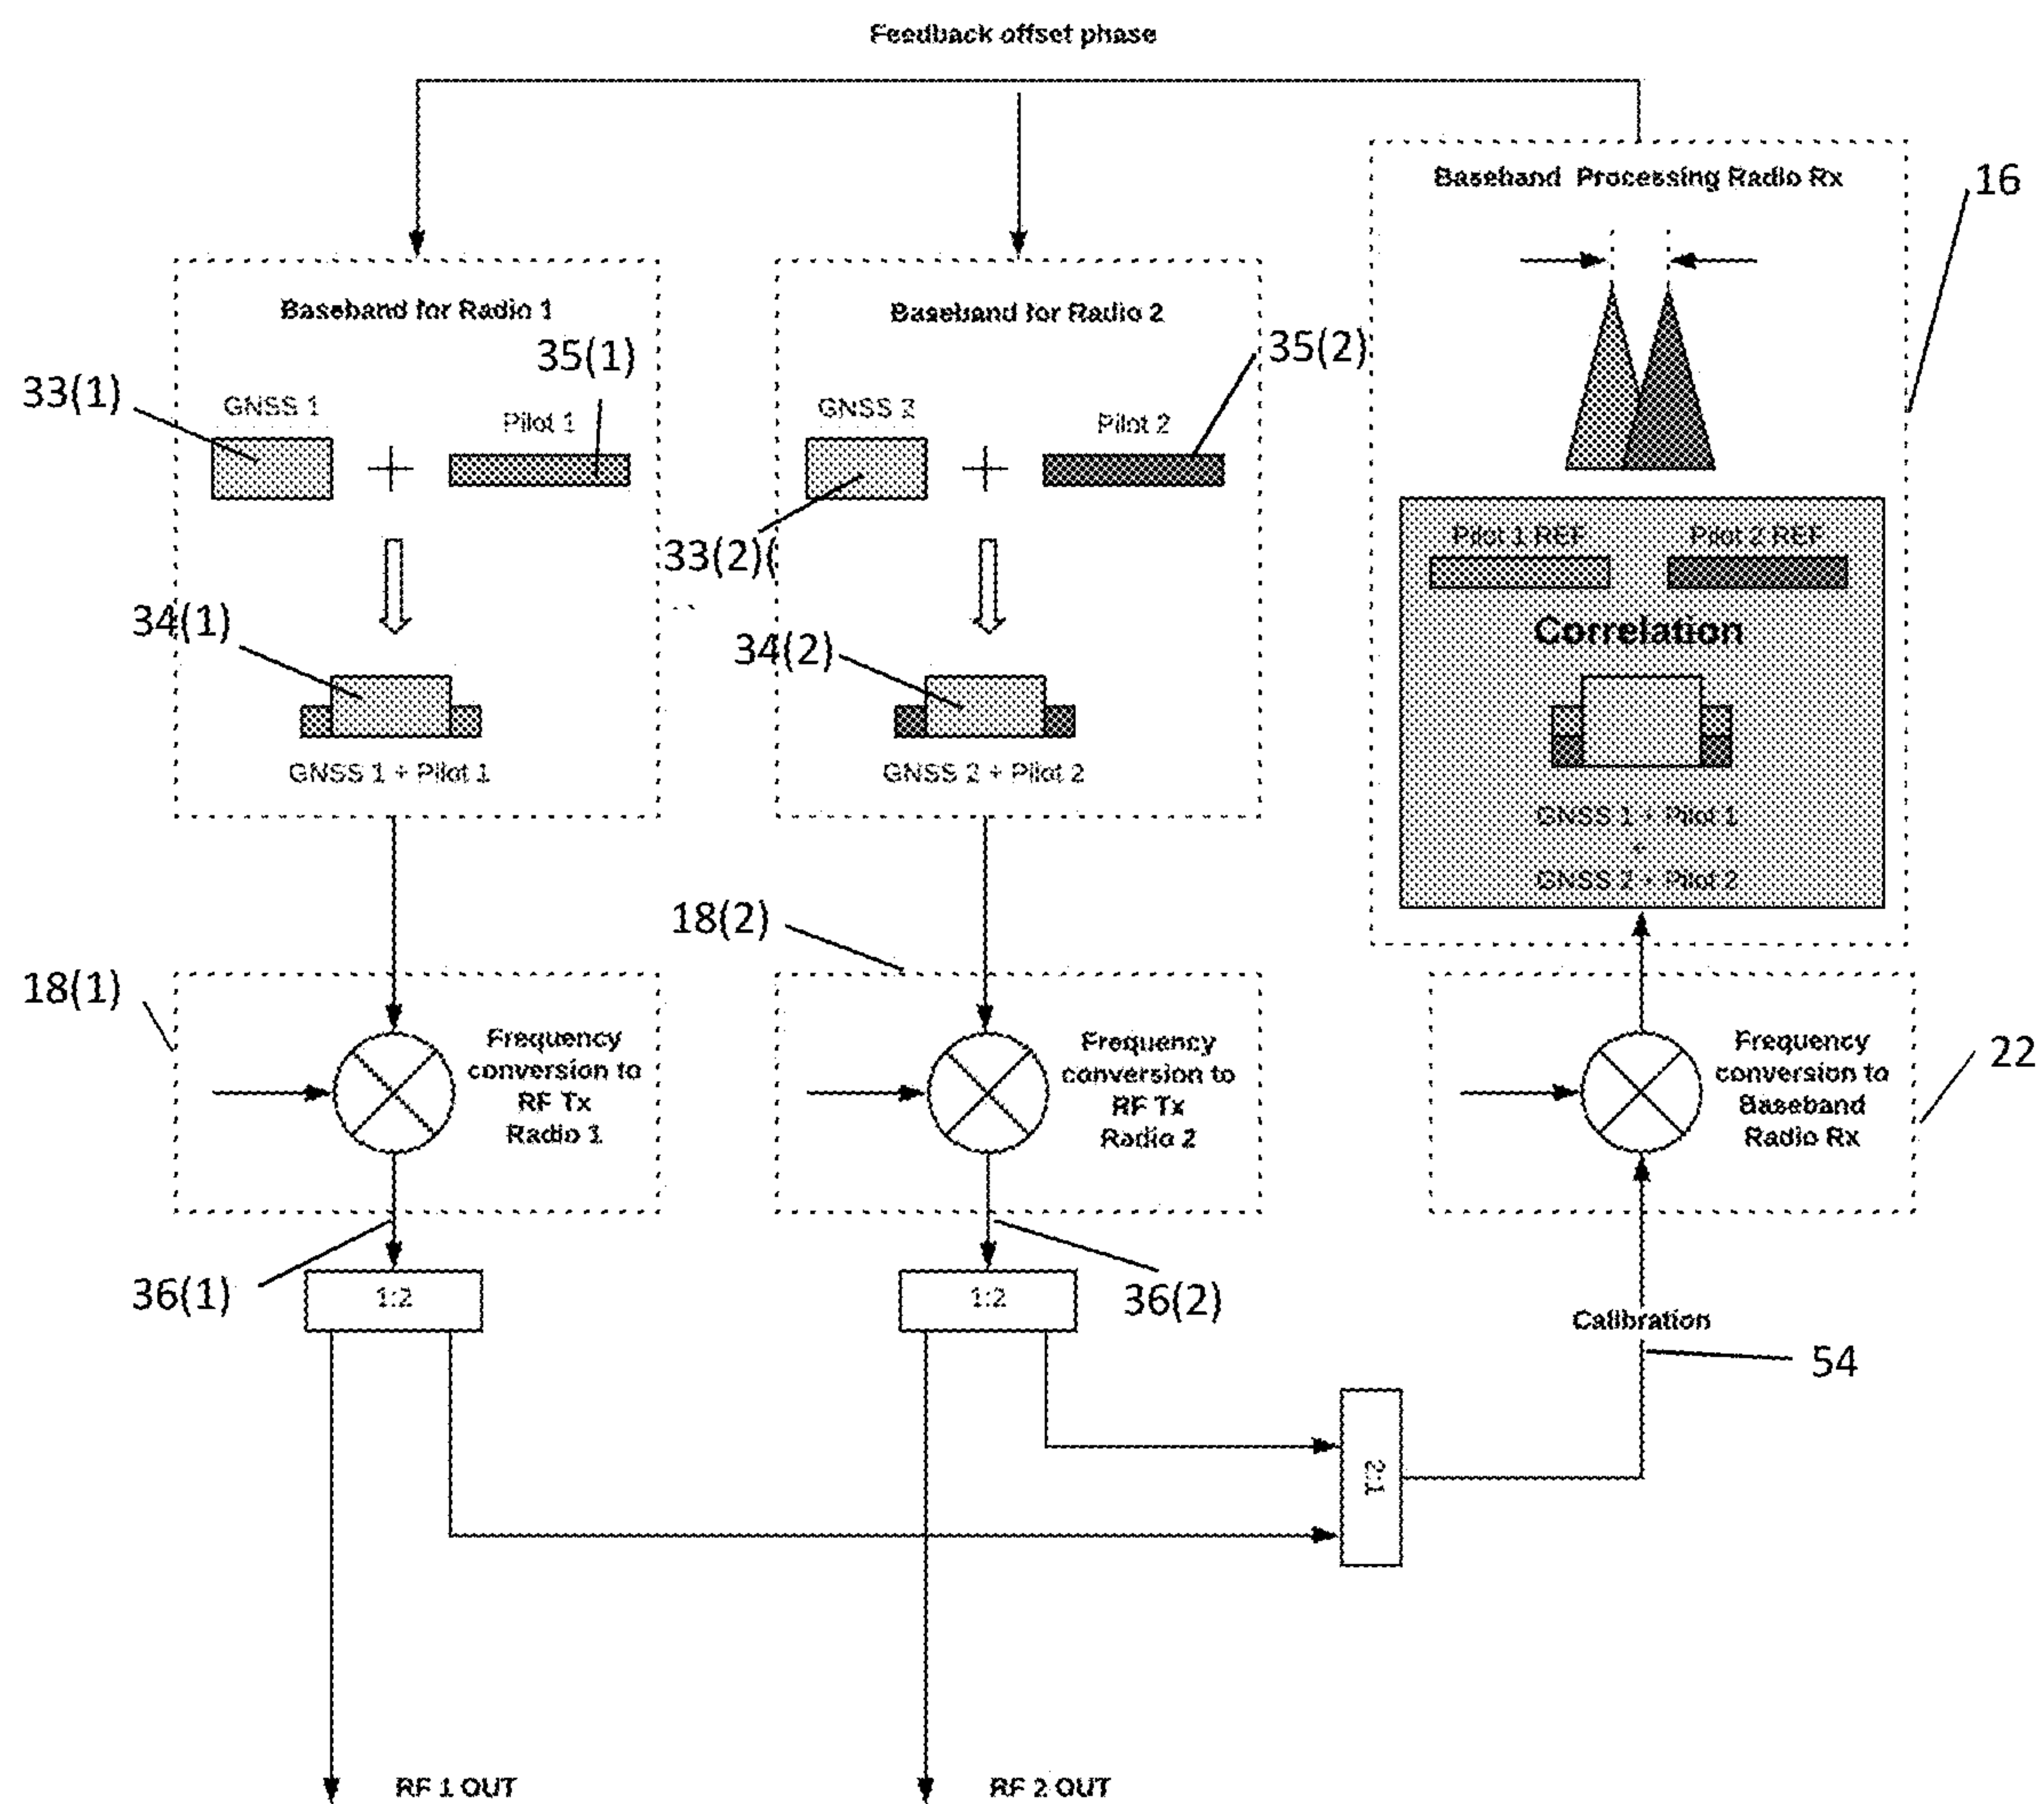 Feedback offset phase
Baseband Processing Radio Rx
16
Baseband for Radio 1
35(1)
33(1)
GNSS 1
Pilot 1
34(1)
GNSS 1 + Pilot 1
Baseband for Radio 2
35(2)
GNSS 2
Pilot 2
33(2)(
34(2)
GNSS 2 + Pilot 2
Pilot 1 REF
Pilot 2 REF
Correlation
GNSS 1 + Pilot 1
+
GNSS 2 + Pilot 2
18(1)
Frequency
conversion to
RF Tx
Radio 1
18(2)
Frequency
conversion to
RF Tx
Radio 2
Frequency
conversion to
Baseband
Radio Rx
22
36(1)
1:2
1:2
36(2)
Calibration
54
2:1
RF 1 OUT
RF 2 OUT